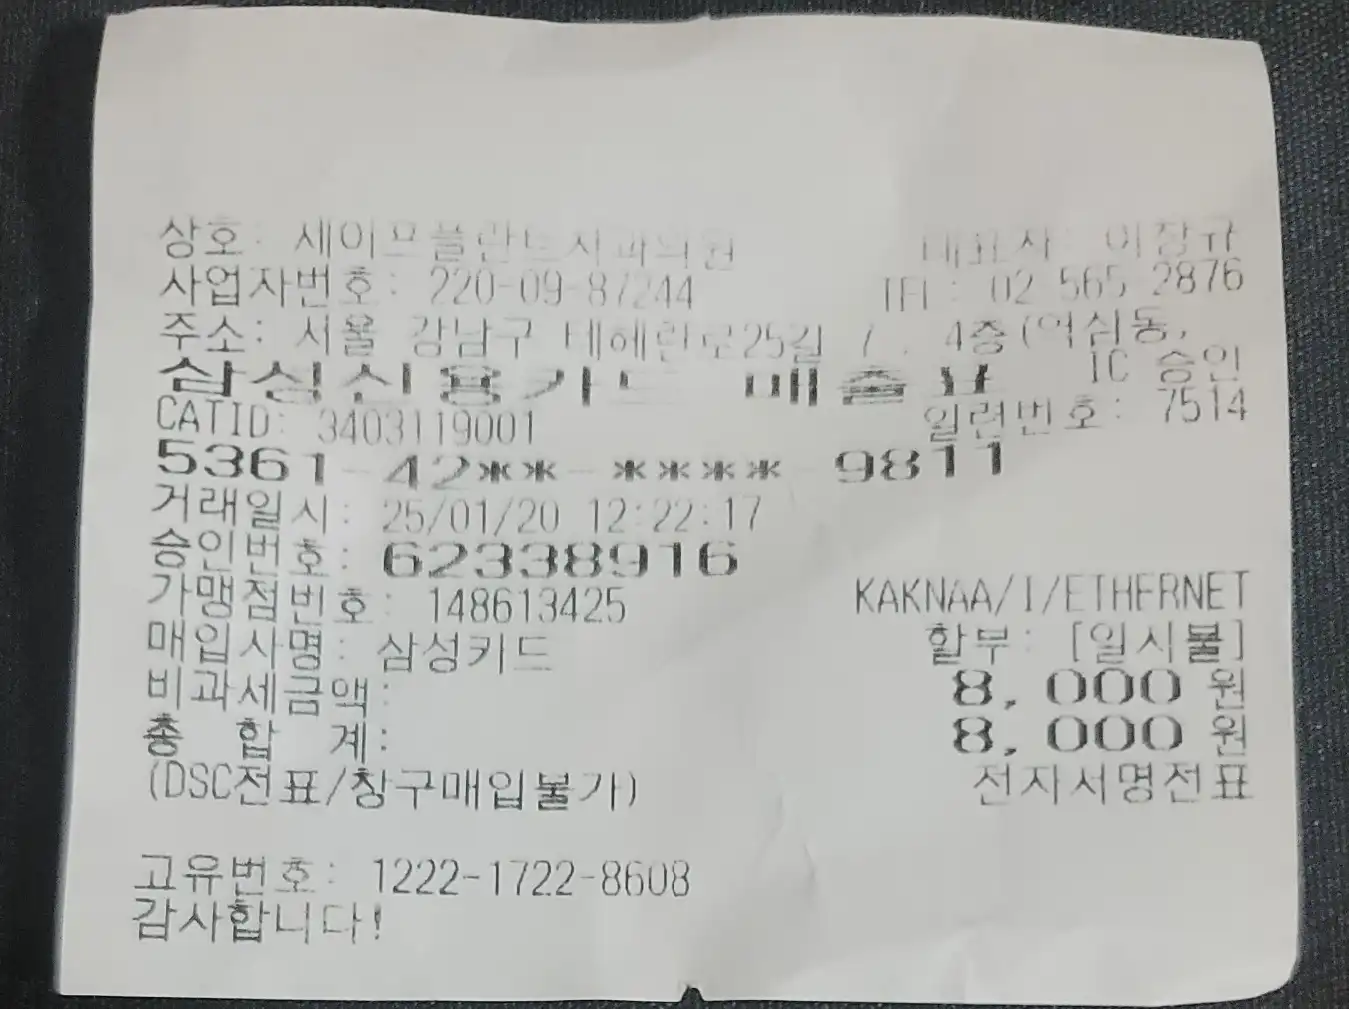 상호: 세이프플란트치과의원 대표자: 이장규
사업자번호: 220-09-87244 TEL: 02 565 2876
주소: 서울 강남구 테헤란로25길 7, 4층(역삼동,
삼성신용카드 매출표 IC 승인
CATID: 3403119001 일련번호: 7514
5361-42**-****-9811
거래일시: 25/01/20 12:22:17
승인번호: 62338916
가맹점번호: 148613425 KAKNAA/I/ETHERNET
매입사명: 삼성카드 할부: [일시불]
비과세금액: 8,000 원
총 합 계: 8,000 원
(DSC전표/창구매입불가) 전자서명전표
고유번호: 1222-1722-8608
감사합니다!